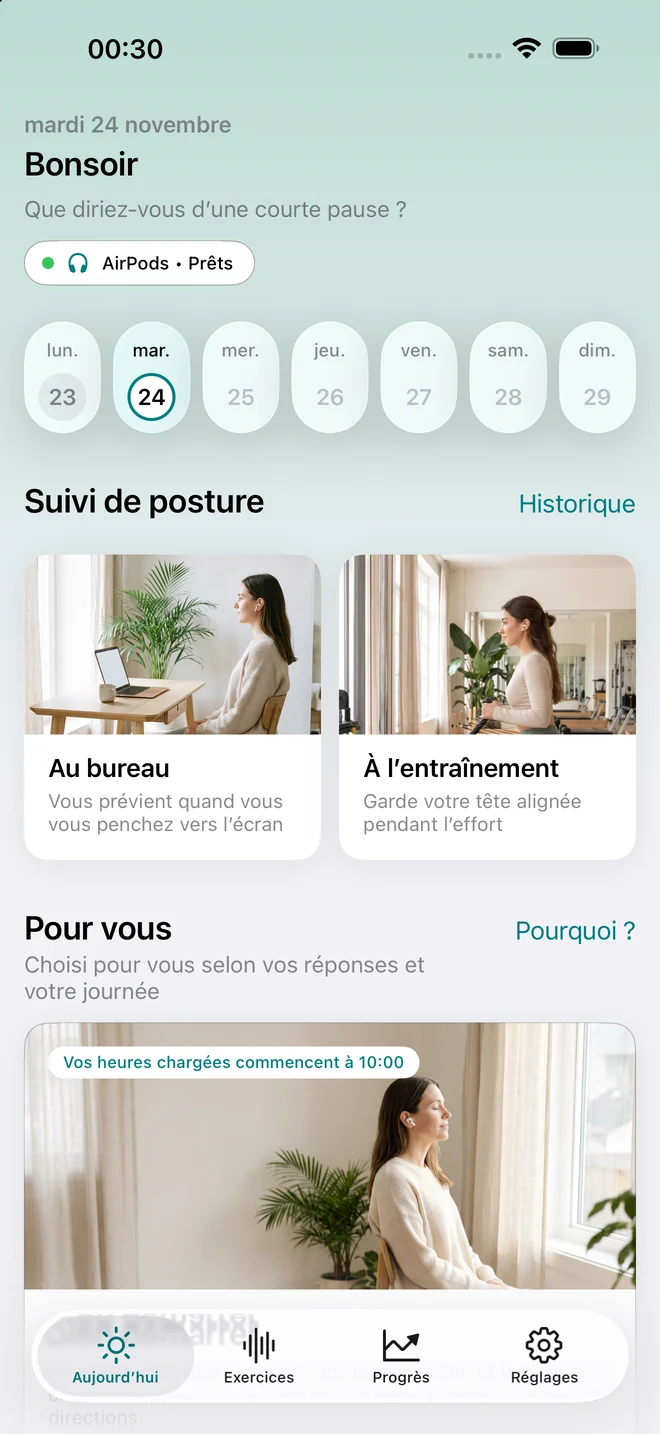 00:30
mardi 24 novembre
Bonsoir
Que diriez-vous d’une courte pause ?
AirPods • Prêts
lun. mar. mer. jeu. ven. sam. dim.
23 24 25 26 27 28 29
Suivi de posture Historique
Au bureau
Vous prévient quand vous
vous penchez vers l’écran
À l’entraînement
Garde votre tête alignée
pendant l’effort
Pour vous Pourquoi ?
Choisi pour vous selon vos réponses et
votre journée
Vos heures chargées commencent à 10:00
Aujourd’hui Exercices Progrès Réglages
directions.